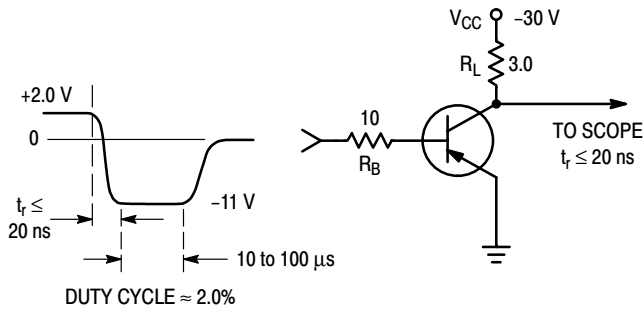 V_CC –30 V
R_L 3.0
+2.0 V
0
10
R_B
TO SCOPE
t_r ≤ 20 ns
t_r ≤
20 ns
–11 V
10 to 100 μs
DUTY CYCLE ≈ 2.0%